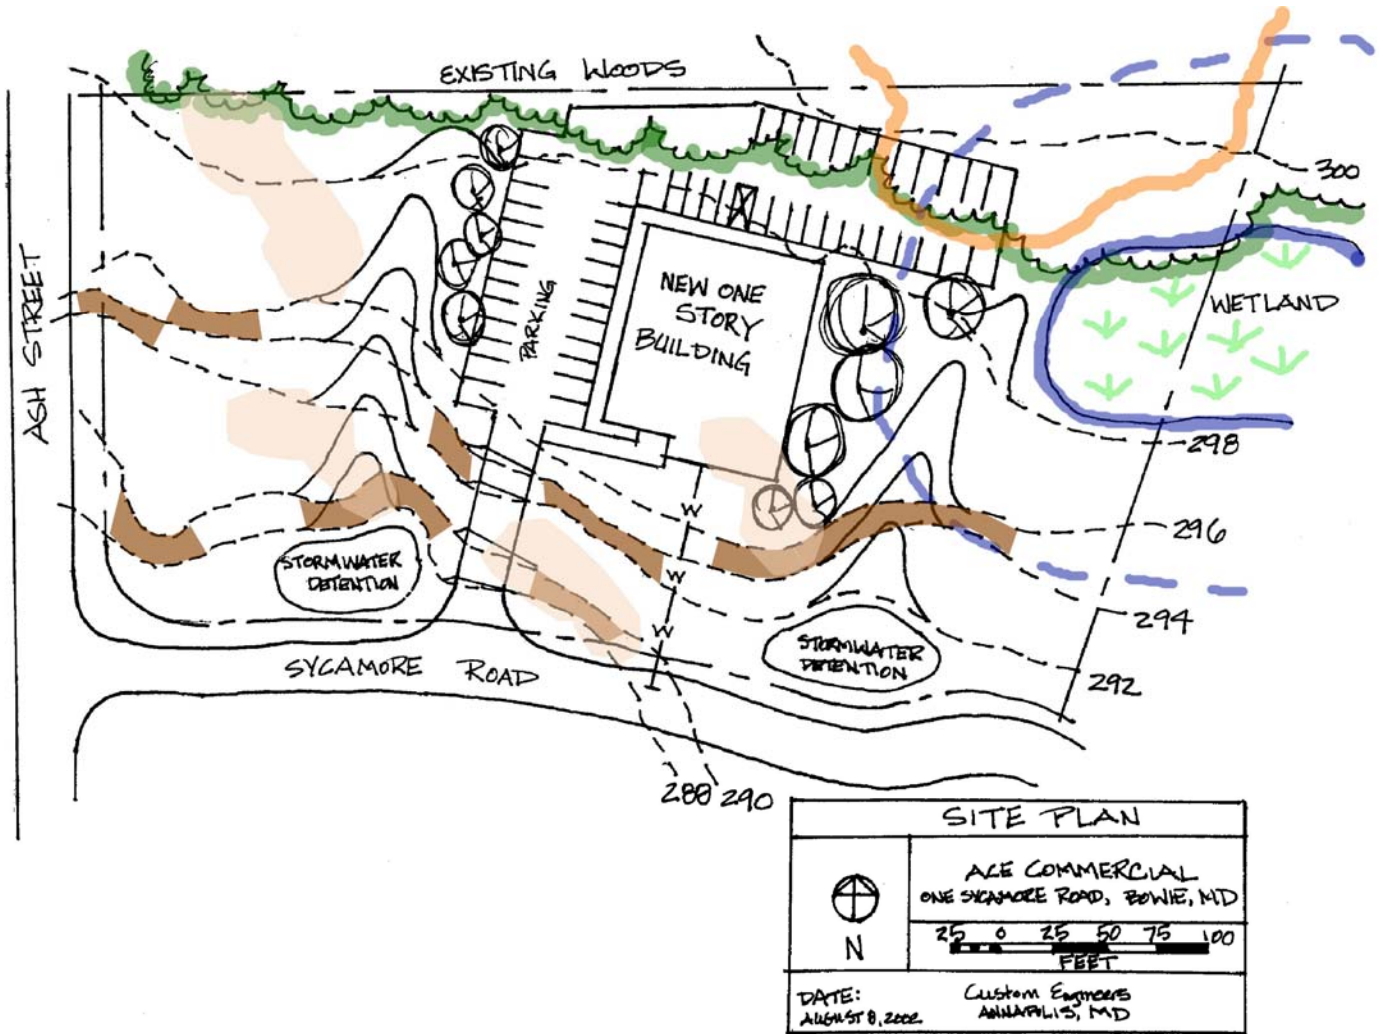 EXISTING WOODS
300
ASH STREET
NEW ONE
STORY
BUILDING
PARKING
WETLAND
298
W
296
STORMWATER
DETENTION
W
294
W
STORMWATER
DETENTION
SYCAMORE ROAD
292
288 290
SITE PLAN
ACE COMMERCIAL
ONE SYCAMORE ROAD, BOWIE, MD
N
25 0 25 50 75 100
FEET
DATE:
AUGUST 8, 2002
Custom Engineers
ANNAPOLIS, MD